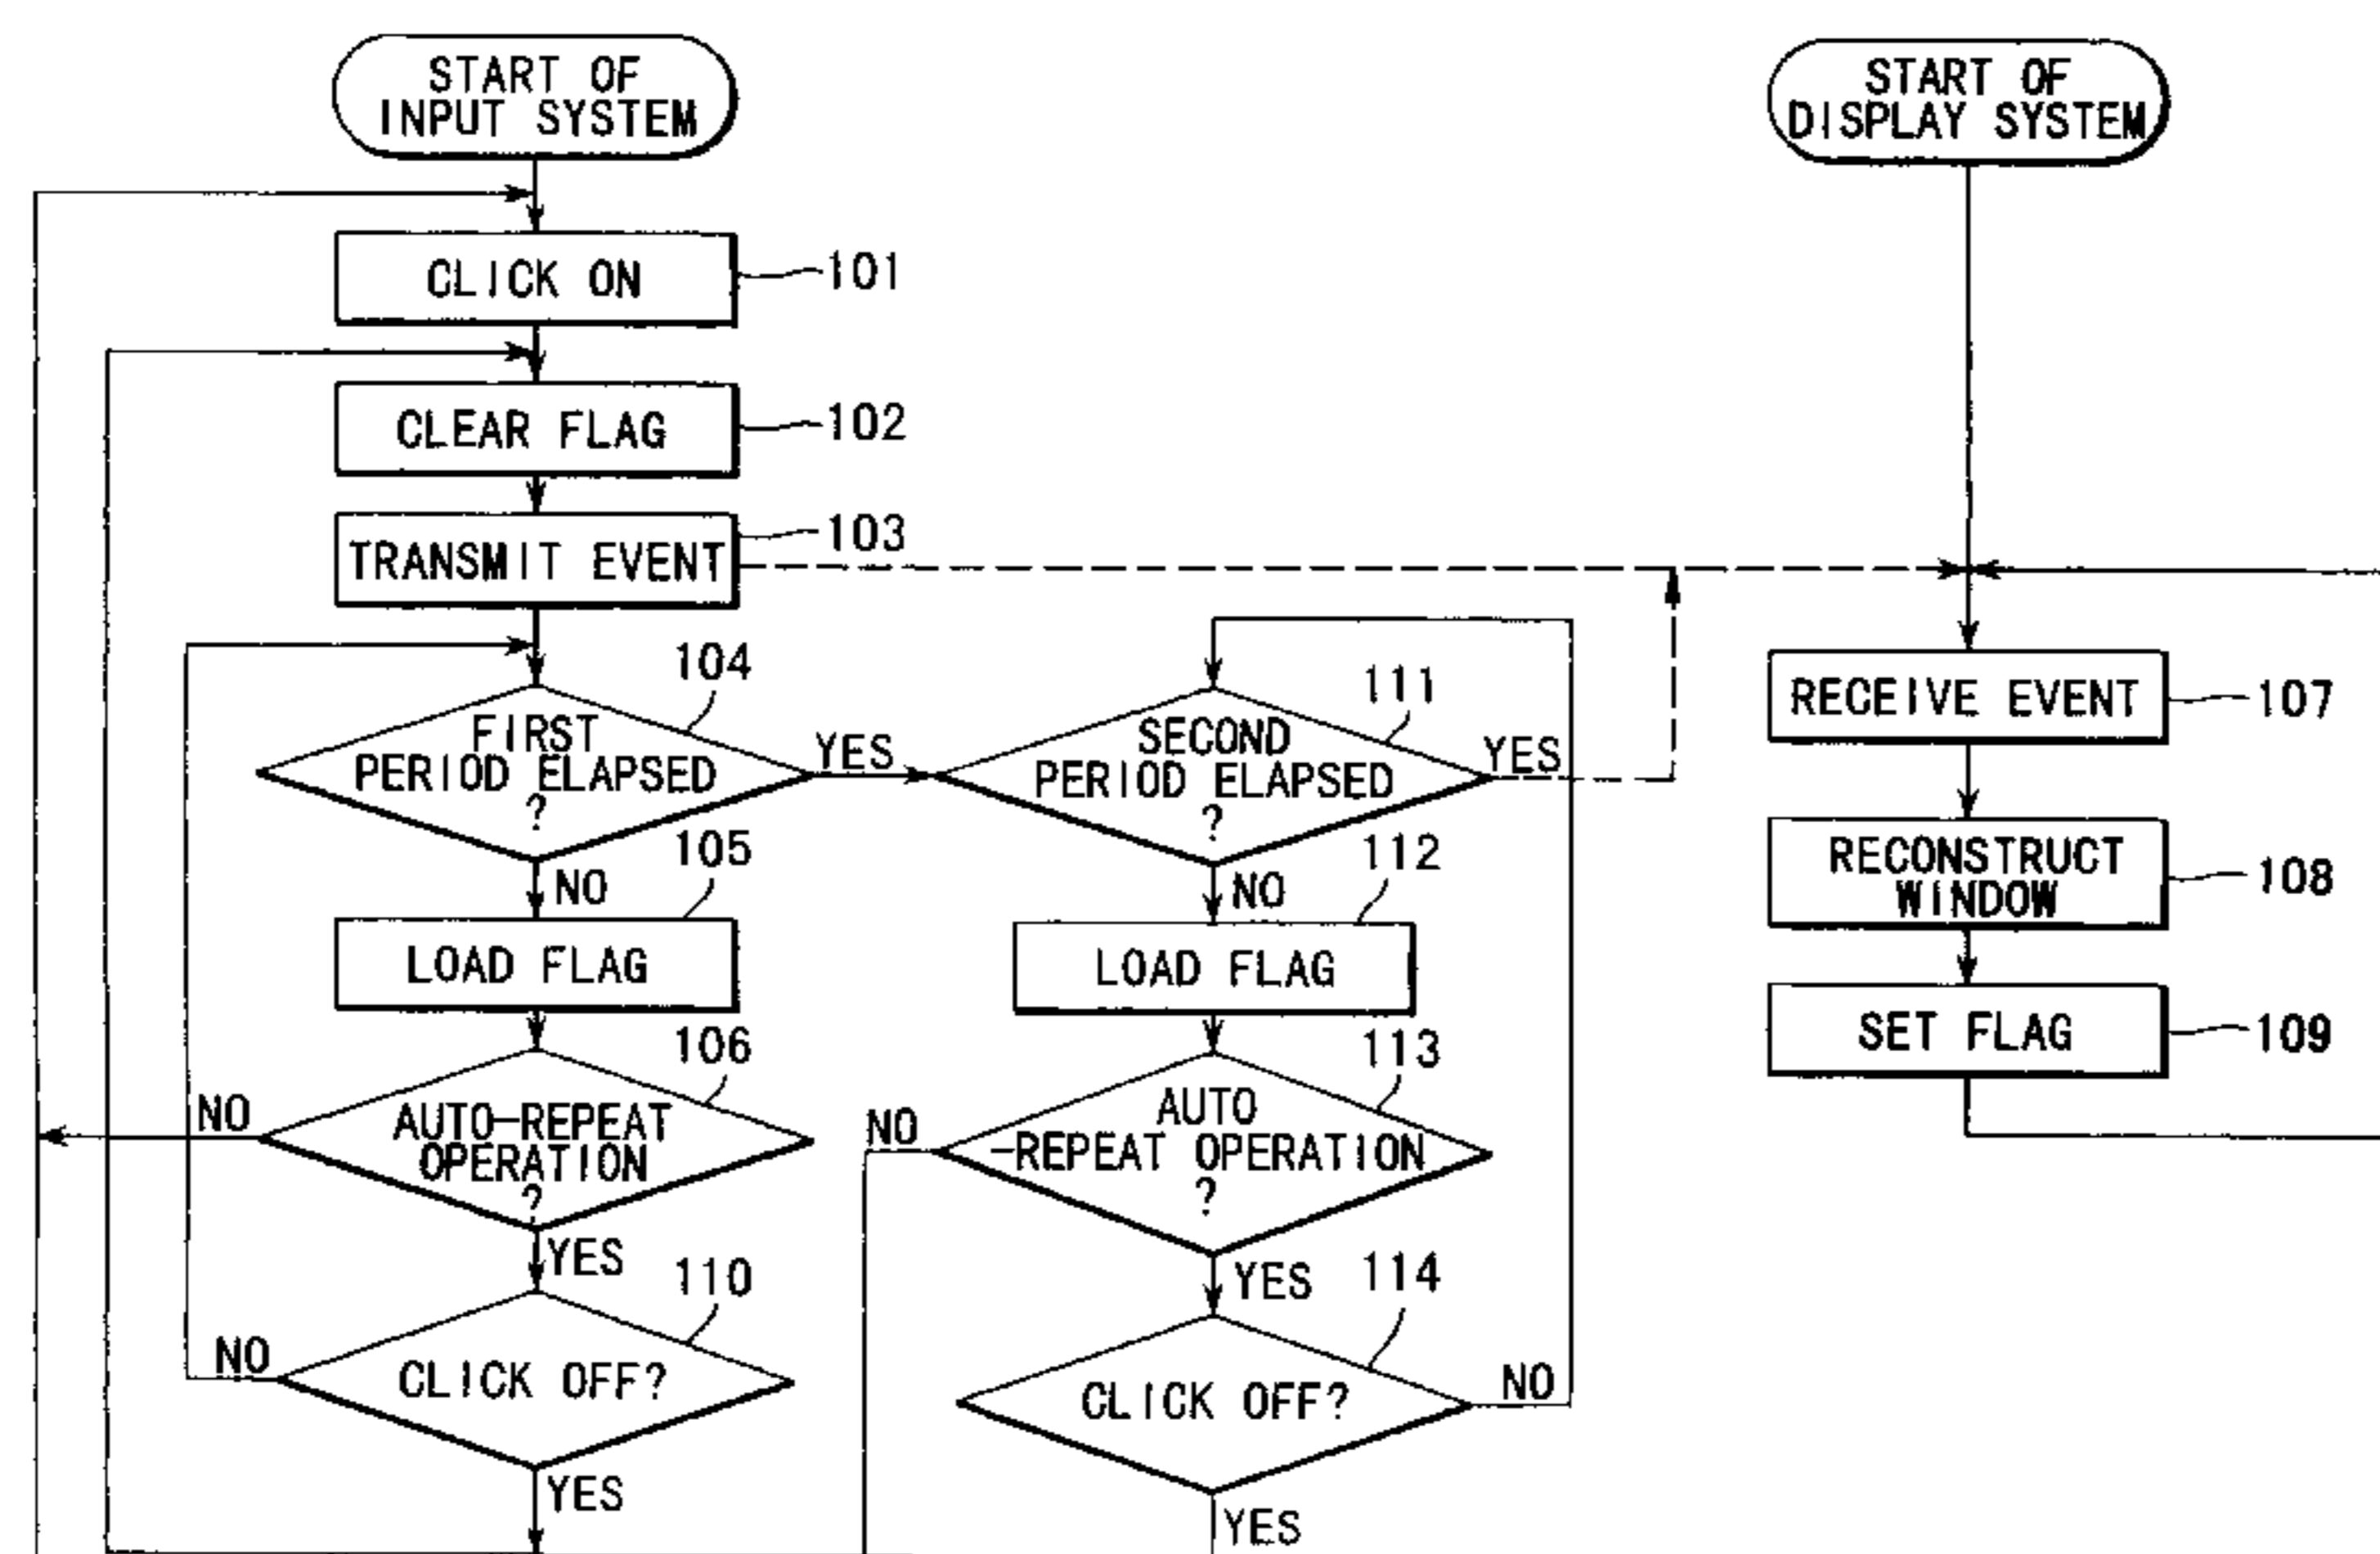 START OF
INPUT SYSTEM
CLICK ON
101
CLEAR FLAG
102
TRANSMIT EVENT
103
FIRST
PERIOD ELAPSED
?
104
YES
NO
LOAD FLAG
105
AUTO-REPEAT
OPERATION
?
106
NO
YES
CLICK OFF?
110
NO
YES
SECOND
PERIOD ELAPSED
?
111
YES
NO
LOAD FLAG
112
AUTO
-REPEAT OPERATION
?
113
NO
YES
CLICK OFF?
114
NO
YES
START OF
DISPLAY SYSTEM
RECEIVE EVENT
107
RECONSTRUCT
WINDOW
108
SET FLAG
109